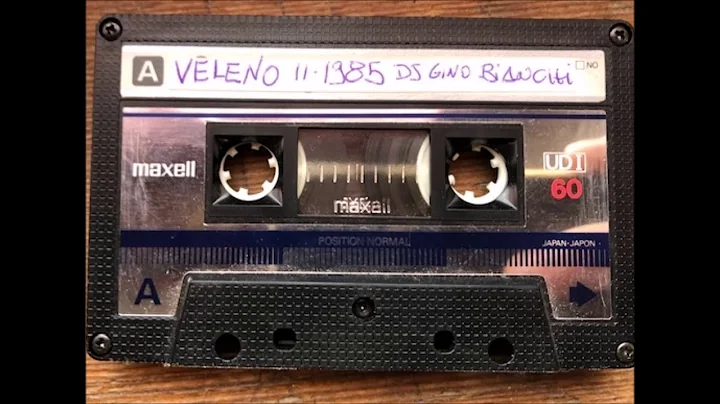 A VELENO 11-1985 DJ GINO BIANCHI NO
maxell UD I
60
maxell
POSITION NORMAL JAPAN-JAPON
A